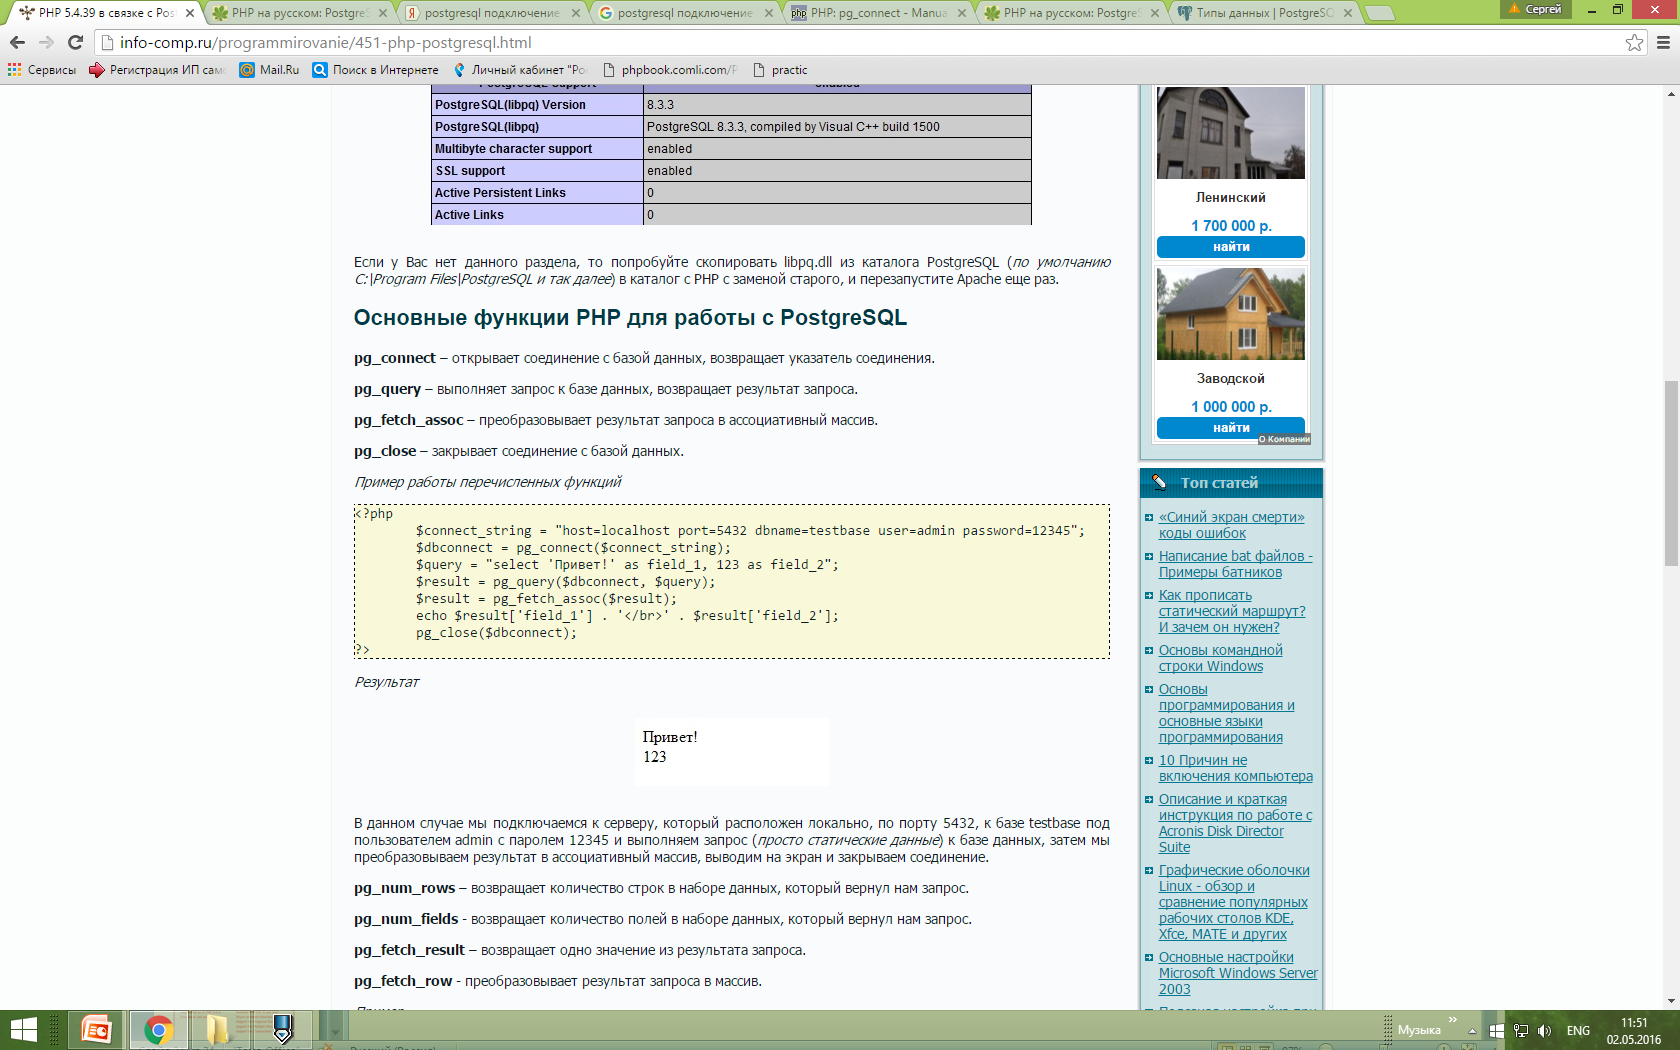 PHP 5.4.39 в связке с Pos
PHP на русском: Postgre
postgresql подключение
postgresql подключение
PHP: pg_connect - Manua
PHP на русском: Postgre
Типы данных | PostgreSQ
Сергей
info-comp.ru/programmirovanie/451-php-postgresql.html
Сервисы
Регистрация ИП сам
Mail.Ru
Поиск в Интернете
Личный кабинет "Ро
phpbook.comli.com/P
practic
PostgreSQL Support enabled
PostgreSQL(libpq) Version 8.3.3
PostgreSQL(libpq) PostgreSQL 8.3.3, compiled by Visual C++ build 1500
Multibyte character support enabled
SSL support enabled
Active Persistent Links 0
Active Links 0
Если у Вас нет данного раздела, то попробуйте скопировать libpq.dll из каталога PostgreSQL (по умолчанию
C:\Program Files\PostgreSQL и так далее) в каталог с PHP с заменой старого, и перезапустите Apache еще раз.
Основные функции PHP для работы с PostgreSQL
pg_connect – открывает соединение с базой данных, возвращает указатель соединения.
pg_query – выполняет запрос к базе данных, возвращает результат запроса.
pg_fetch_assoc – преобразовывает результат запроса в ассоциативный массив.
pg_close – закрывает соединение с базой данных.
Пример работы перечисленных функций
<?php
$connect_string = "host=localhost port=5432 dbname=testbase user=admin password=12345";
$dbconnect = pg_connect($connect_string);
$query = "select 'Привет!' as field_1, 123 as field_2";
$result = pg_query($dbconnect, $query);
$result = pg_fetch_assoc($result);
echo $result['field_1'] . '</br>' . $result['field_2'];
pg_close($dbconnect);
?>
Результат
Привет!
123
В данном случае мы подключаемся к серверу, который расположен локально, по порту 5432, к базе testbase под
пользователем admin с паролем 12345 и выполняем запрос (просто статические данные) к базе данных, затем мы
преобразовываем результат в ассоциативный массив, выводим на экран и закрываем соединение.
pg_num_rows – возвращает количество строк в наборе данных, который вернул нам запрос.
pg_num_fields - возвращает количество полей в наборе данных, который вернул нам запрос.
pg_fetch_result – возвращает одно значение из результата запроса.
pg_fetch_row - преобразовывает результат запроса в массив.
Пример
Ленинский
1 700 000 р.
найти
Заводской
1 000 000 р.
найти
О Компании
Топ статей
«Синий экран смерти»
коды ошибок
Написание bat файлов -
Примеры батников
Как прописать
статический маршрут?
И зачем он нужен?
Основы командной
строки Windows
Основы
программирования и
основные языки
программирования
10 Причин не
включения компьютера
Описание и краткая
инструкция по работе с
Acronis Disk Director
Suite
Графические оболочки
Linux - обзор и
сравнение популярных
рабочих столов KDE,
Xfce, MATE и других
Основные настройки
Microsoft Windows Server
2003
Музыка
ENG
11:51
02.05.2016